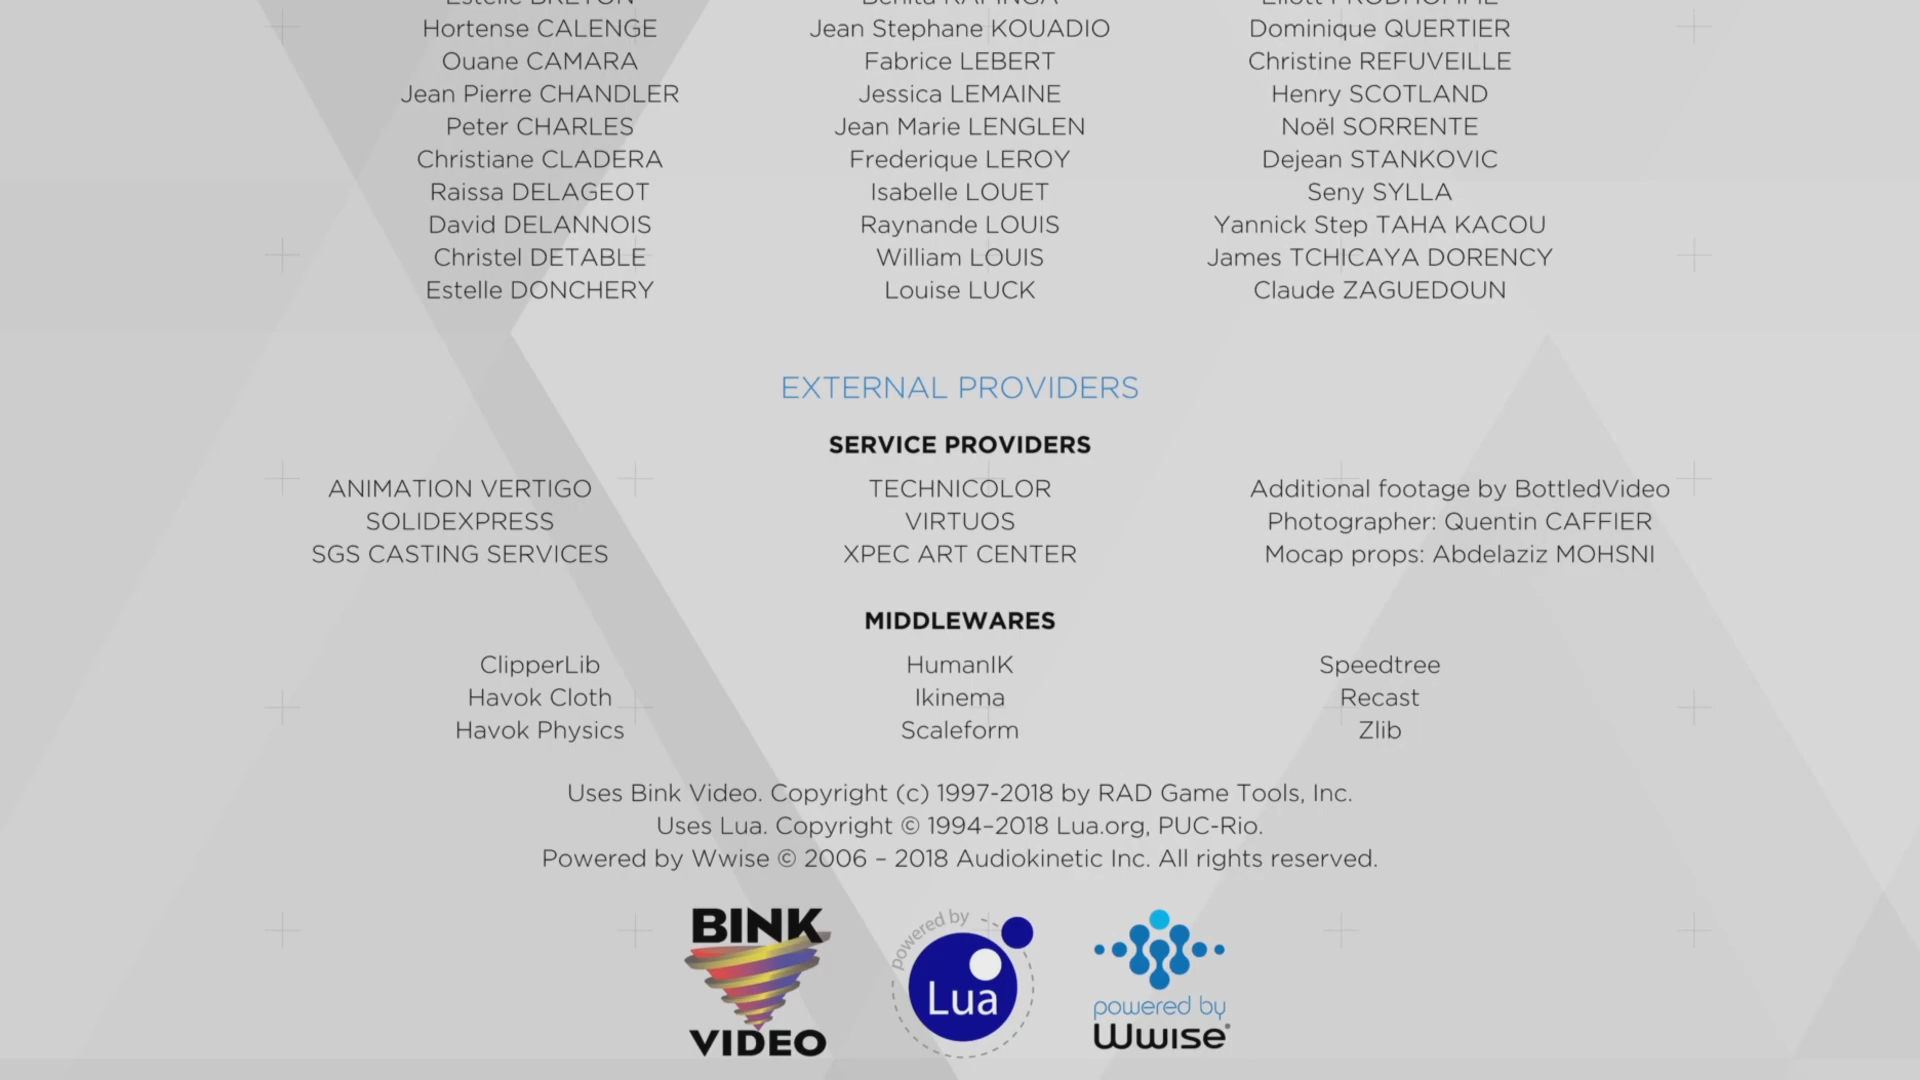 Estelle BRETON
Hortense CALENGE
Ouane CAMARA
Jean Pierre CHANDLER
Peter CHARLES
Christiane CLADERA
Raissa DELAGEOT
David DELANNOIS
Christel DETABLE
Estelle DONCHERY
Jean Stephane KOUADIO
Fabrice LEBERT
Jessica LEMAINE
Jean Marie LENGLEN
Frederique LEROY
Isabelle LOUET
Raynande LOUIS
William LOUIS
Louise LUCK
Elliott PRUDHOMME
Dominique QUERTIER
Christine REFUVEILLE
Henry SCOTLAND
Noël SORRENTE
Dejean STANKOVIC
Seny SYLLA
Yannick Step TAHA KACOU
James TCHICAYA DORENCY
Claude ZAGUEDOUN
EXTERNAL PROVIDERS
SERVICE PROVIDERS
ANIMATION VERTIGO
SOLIDEXPRESS
SGS CASTING SERVICES
TECHNICOLOR
VIRTUOS
XPEC ART CENTER
Additional footage by BottledVideo
Photographer: Quentin CAFFIER
Mocap props: Abdelaziz MOHSNI
MIDDLEWARES
ClipperLib
Havok Cloth
Havok Physics
HumanIK
Ikinema
Scaleform
Speedtree
Recast
Zlib
Uses Bink Video. Copyright (c) 1997-2018 by RAD Game Tools, Inc.
Uses Lua. Copyright © 1994–2018 Lua.org, PUC-Rio.
Powered by Wwise © 2006 – 2018 Audiokinetic Inc. All rights reserved.
BINK
VIDEO
powered by
Lua
powered by
Wwise